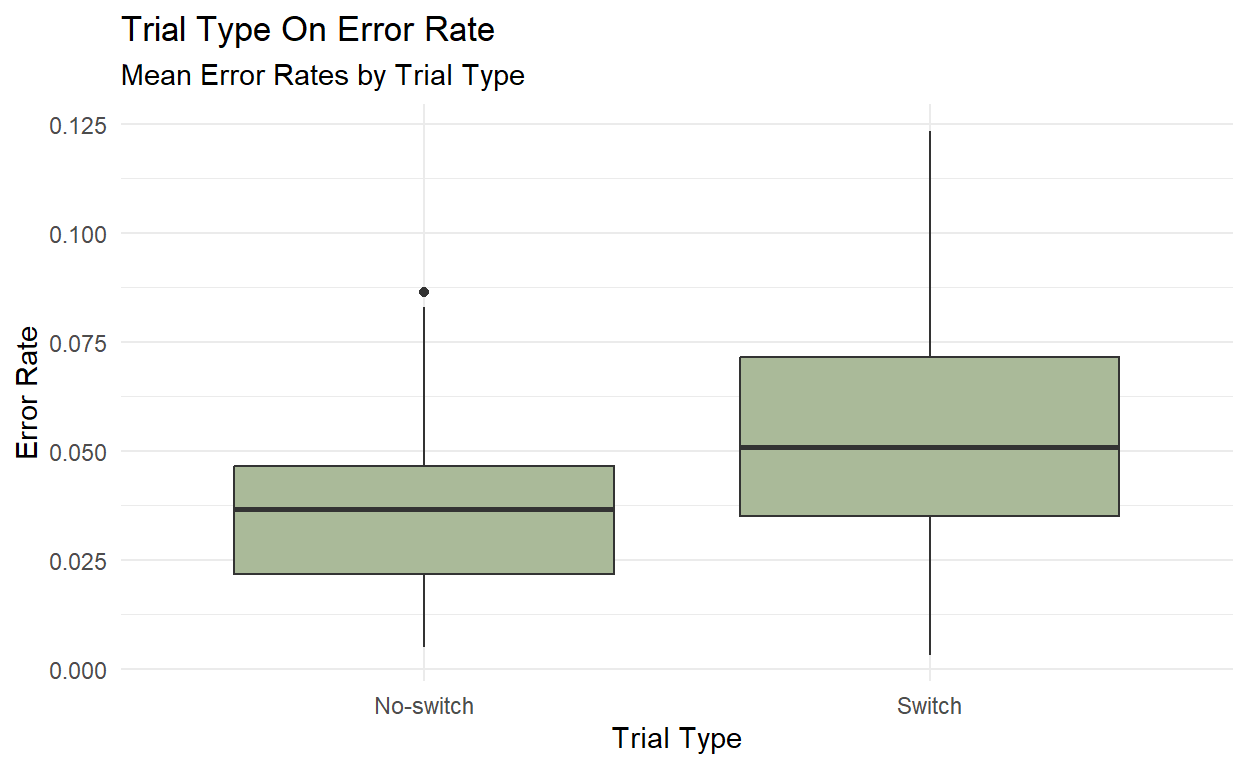 Trial Type On Error Rate
Mean Error Rates by Trial Type
0.125
0.100
0.075
0.050
0.025
0.000
Error Rate
No-switch
Switch
Trial Type